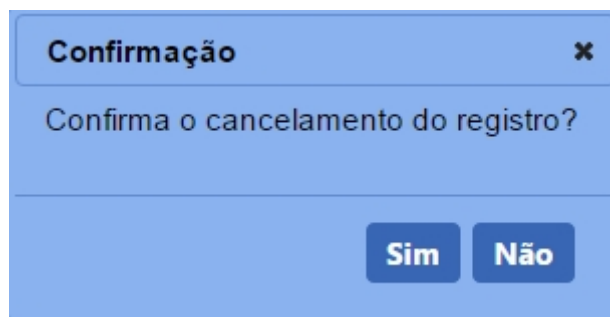 Confirmação ✖
Confirma o cancelamento do registro?
Sim Não